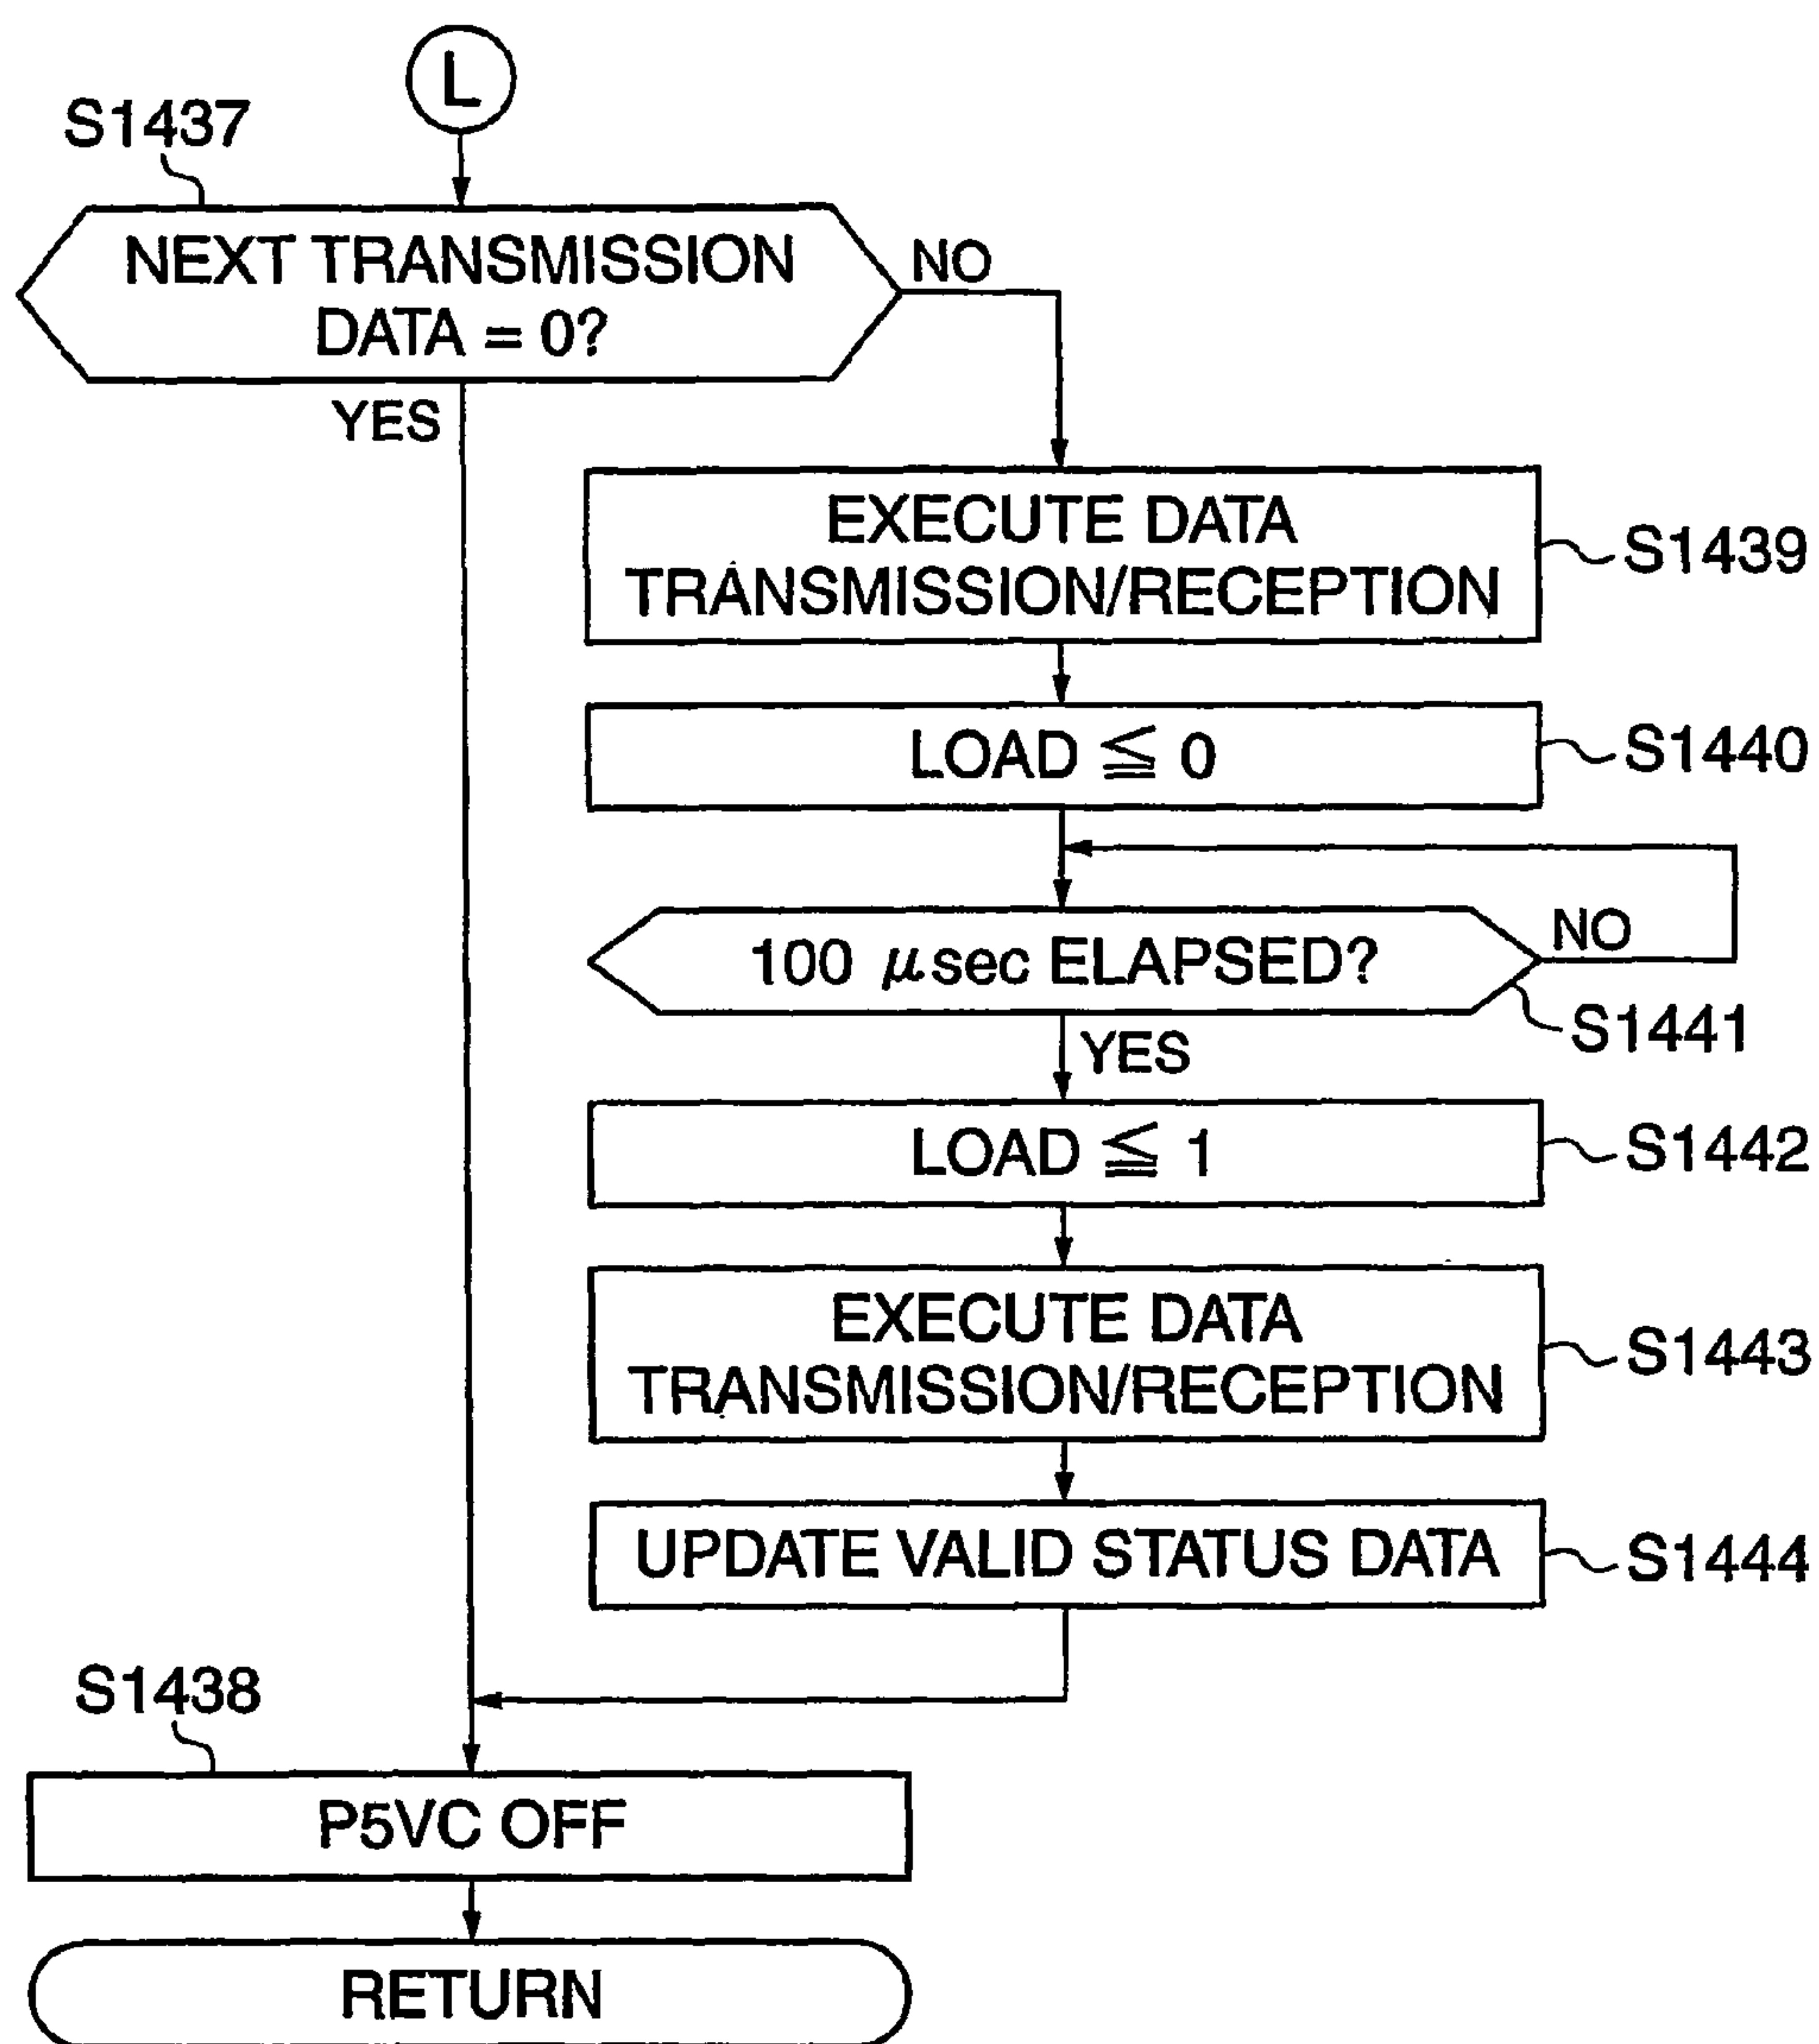 L
S1437
NEXT TRANSMISSION
DATA = 0?
NO
YES
EXECUTE DATA
TRANSMISSION/RECEPTION
S1439
LOAD ≦ 0
S1440
100 μsec ELAPSED?
NO
S1441
YES
LOAD ≦ 1
S1442
EXECUTE DATA
TRANSMISSION/RECEPTION
S1443
UPDATE VALID STATUS DATA
S1444
S1438
P5VC OFF
RETURN